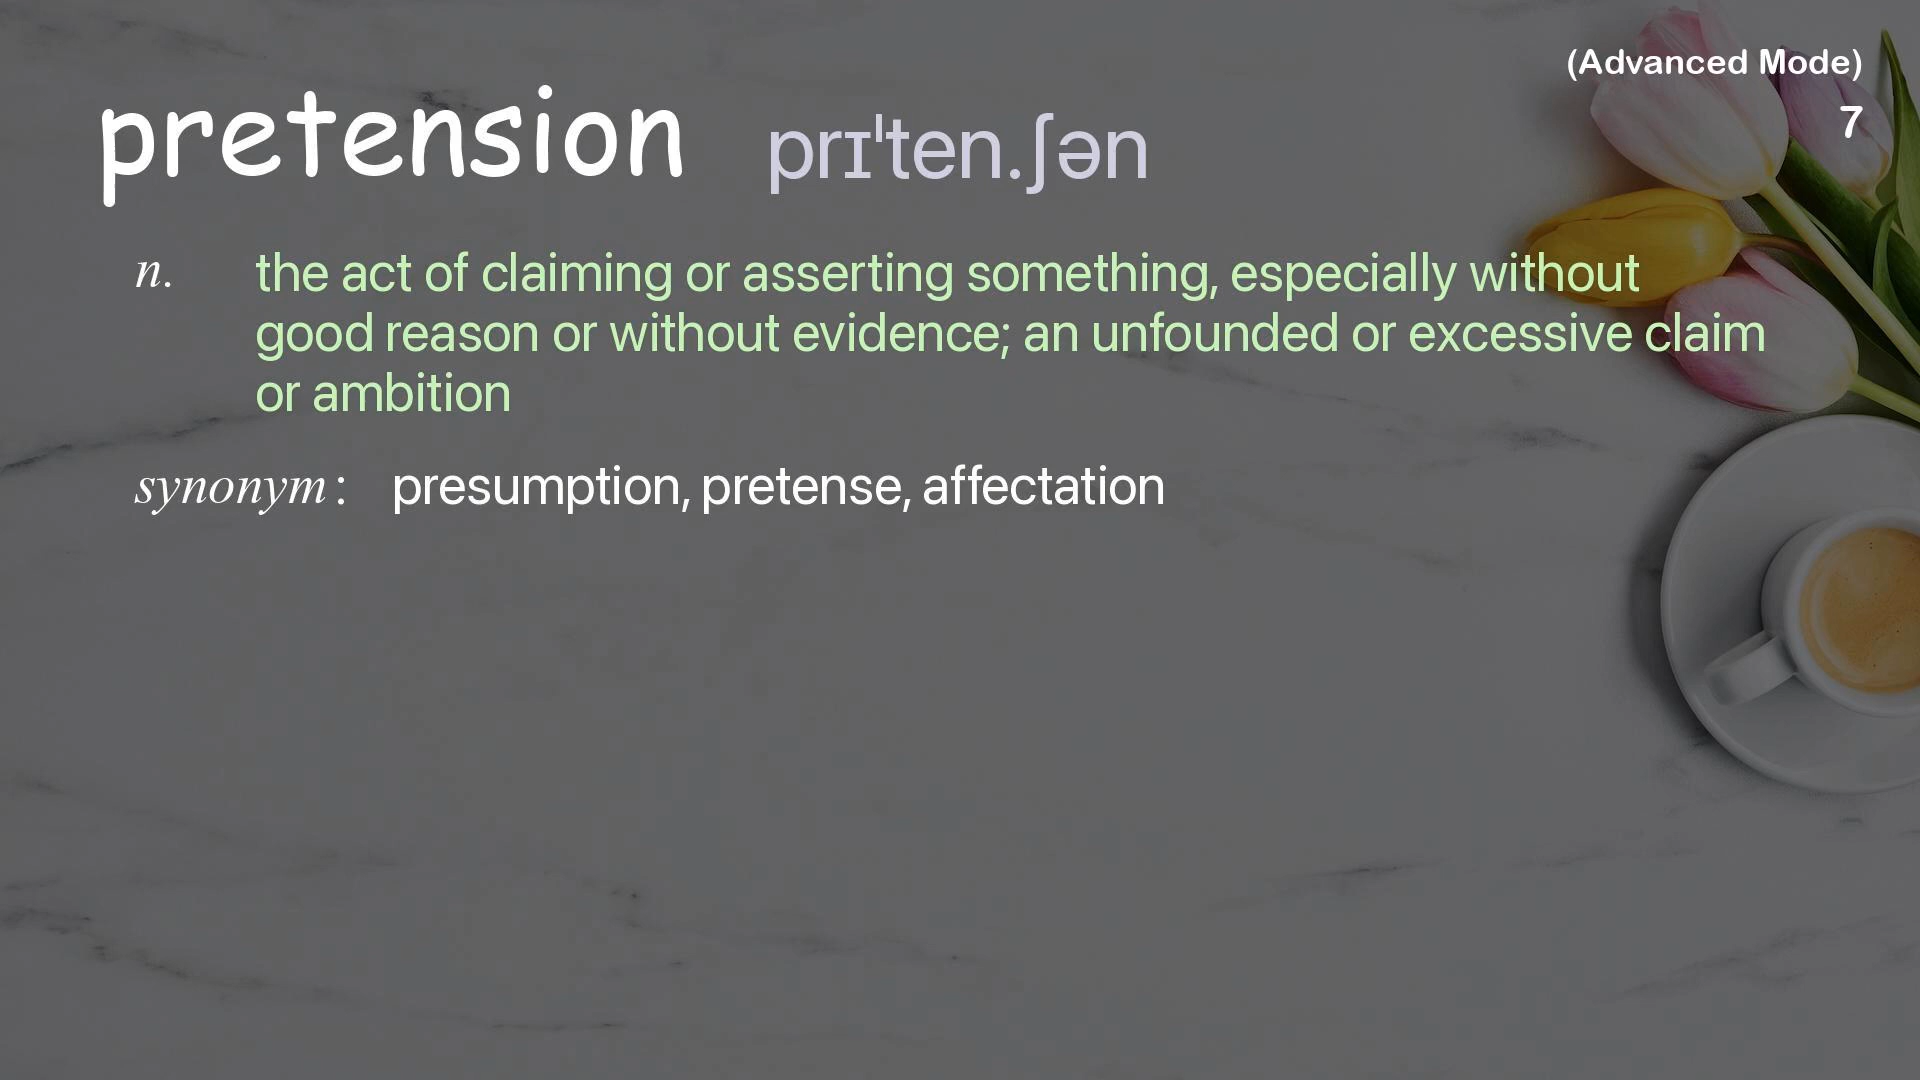 (Advanced Mode)
7
pretension prɪˈten.ʃən
n. the act of claiming or asserting something, especially without
good reason or without evidence; an unfounded or excessive claim
or ambition
synonym: presumption, pretense, affectation